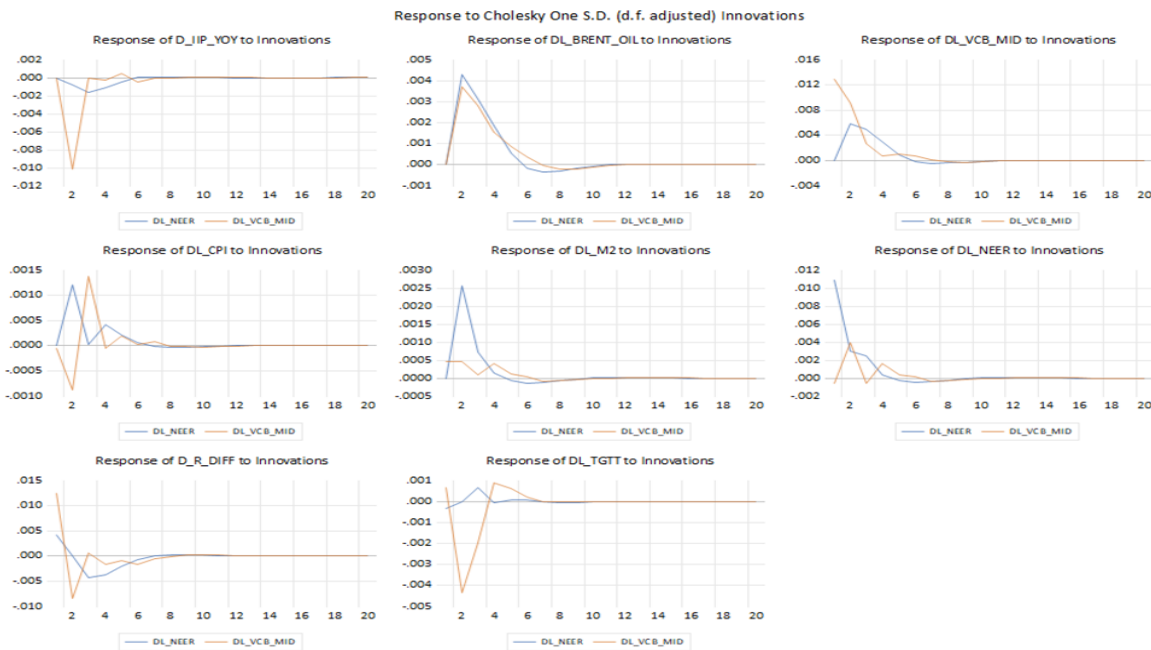 Response to Cholesky One S.D. (d.f. adjusted) Innovations
Response of D_IIP_YOY to Innovations
.002
.000
-.002
-.004
-.006
-.008
-.010
-.012
2 4 6 8 10 12 14 16 18 20
DL_NEER DL_VCB_MID
Response of DL_BRENT_OIL to Innovations
.005
.004
.003
.002
.001
.000
-.001
2 4 6 8 10 12 14 16 18 20
DL_NEER DL_VCB_MID
Response of DL_VCB_MID to Innovations
.016
.012
.008
.004
.000
-.004
2 4 6 8 10 12 14 16 18 20
DL_NEER DL_VCB_MID
Response of DL_CPI to Innovations
.0015
.0010
.0005
.0000
-.0005
-.0010
2 4 6 8 10 12 14 16 18 20
DL_NEER DL_VCB_MID
Response of DL_M2 to Innovations
.0030
.0025
.0020
.0015
.0010
.0005
.0000
-.0005
2 4 6 8 10 12 14 16 18 20
DL_NEER DL_VCB_MID
Response of DL_NEER to Innovations
.012
.010
.008
.006
.004
.002
.000
-.002
2 4 6 8 10 12 14 16 18 20
DL_NEER DL_VCB_MID
Response of D_R_DIFF to Innovations
.015
.010
.005
.000
-.005
-.010
2 4 6 8 10 12 14 16 18 20
DL_NEER DL_VCB_MID
Response of DL_TGTT to Innovations
.001
.000
-.001
-.002
-.003
-.004
-.005
2 4 6 8 10 12 14 16 18 20
DL_NEER DL_VCB_MID